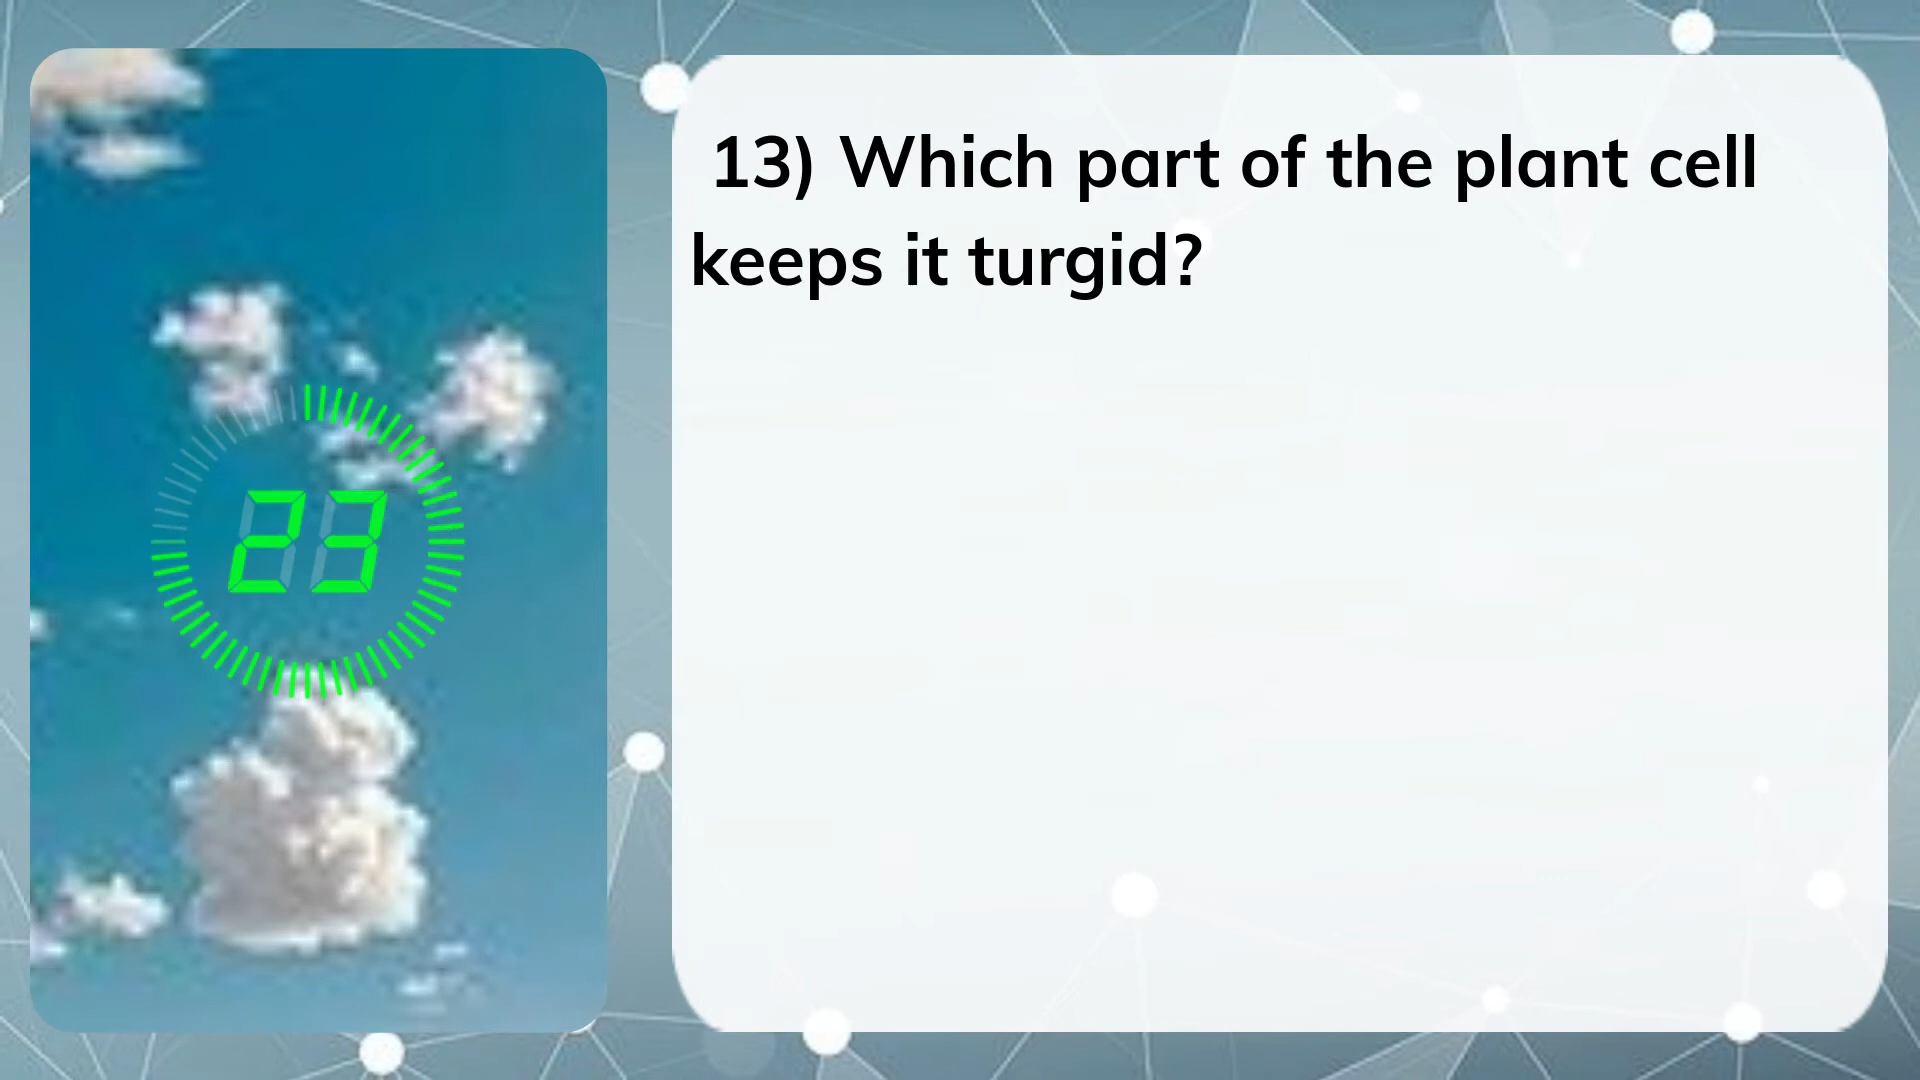 13) Which part of the plant cell
keeps it turgid?
23